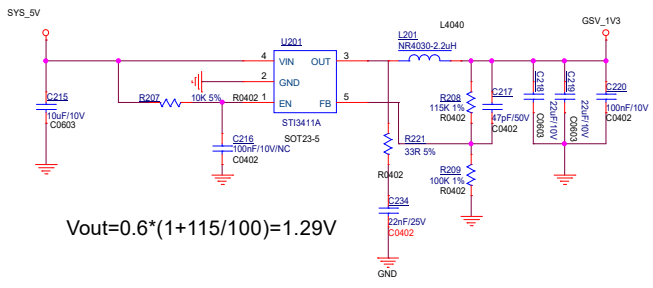 SYS_5V
L4040
GSV_1V3
U201
L201
NR4030-2.2uH
4 VIN OUT 3
2 GND
1 EN FB 5
STI3411A
SOT23-5
C215
10uF/10V
C0603
R207
10K 5%
R0402
C216
100nF/10V/NC
C0402
R208
115K 1%
R0402
C217
47pF/50V
C0402
C218
22uF/10V
C0603
C219
22uF/10V
C0603
C220
100nF/10V
C0402
R221
33R 5%
R0402
R209
100K 1%
R0402
C234
22nF/25V
C0402
GND
Vout=0.6*(1+115/100)=1.29V